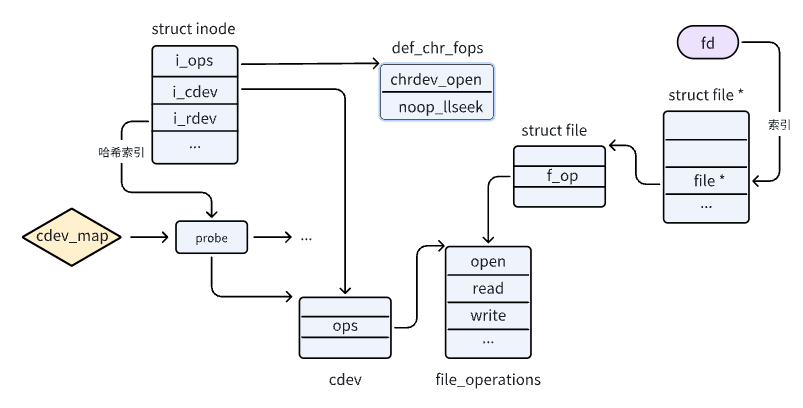 struct inode
i_ops
i_cdev
i_rdev
...
哈希索引
def_chr_fops
chrdev_open
noop_llseek
fd
索引
struct file *
file *
...
struct file
f_op
cdev_map
probe
...
ops
cdev
open
read
write
...
file_operations